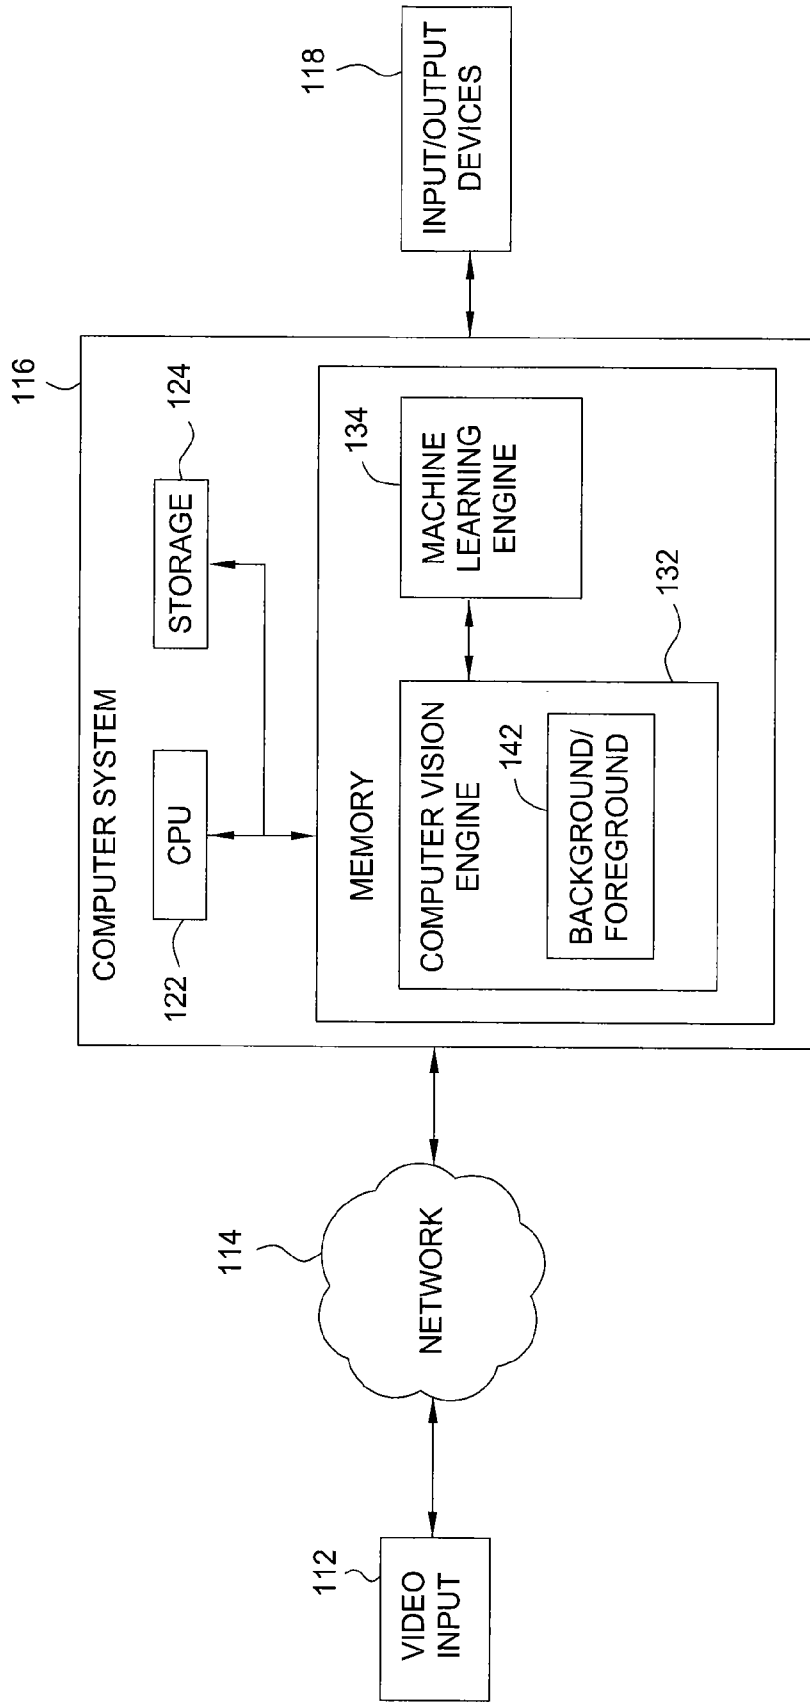 112
VIDEO
INPUT
114
NETWORK
116
COMPUTER SYSTEM
122
CPU
124
STORAGE
MEMORY
COMPUTER VISION
ENGINE
142
BACKGROUND/
FOREGROUND
132
134
MACHINE
LEARNING
ENGINE
118
INPUT/OUTPUT
DEVICES